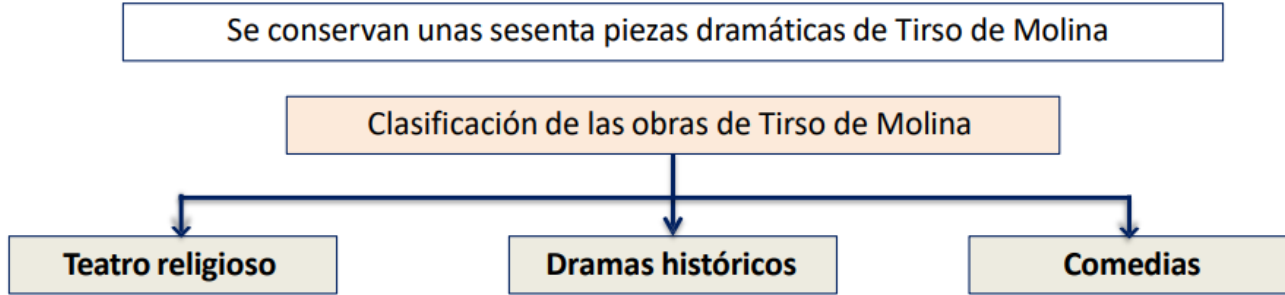 Se conservan unas sesenta piezas dramáticas de Tirso de Molina
Clasificación de las obras de Tirso de Molina
Teatro religioso
Dramas históricos
Comedias